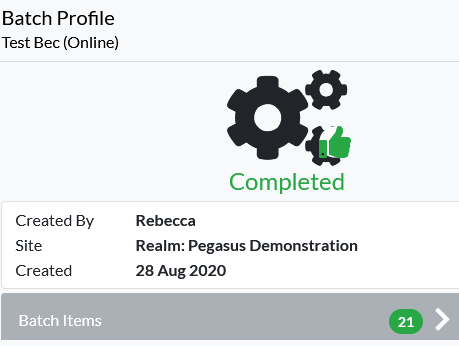 Batch Profile
Test Bec (Online)
Completed
Created By Rebecca
Site Realm: Pegasus Demonstration
Created 28 Aug 2020
Batch Items 21